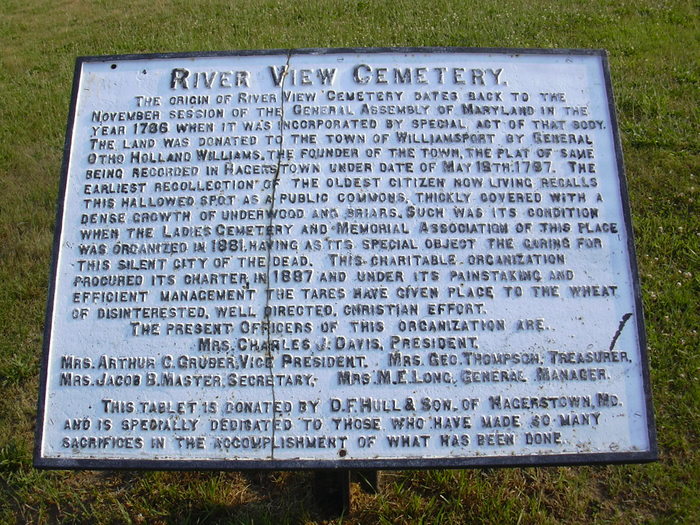 RIVER VIEW CEMETERY.
THE ORIGIN OF RIVER VIEW CEMETERY DATES BACK TO THE
NOVEMBER SESSION OF THE GENERAL ASSEMBLY OF MARYLAND IN THE
YEAR 1786 WHEN IT WAS INCORPORATED BY SPECIAL ACT OF THAT BODY.
THE LAND WAS DONATED TO THE TOWN OF WILLIAMSPORT BY GENERAL
OTHO HOLLAND WILLIAMS. THE FOUNDER OF THE TOWN, THE PLAT OF SAME
BEING RECORDED IN HAGERSTOWN UNDER DATE OF MAY 18TH. 1787. THE
EARLIEST RECOLLECTION OF THE OLDEST CITIZEN NOW LIVING RECALLS
THIS HALLOWED SPOT AS A PUBLIC COMMONS, THICKLY COVERED WITH A
DENSE GROWTH OF UNDERWOOD AND BRIARS. SUCH WAS ITS CONDITION
WHEN THE LADIES CEMETERY AND MEMORIAL ASSOCIATION OF THIS PLACE
WAS ORGANIZED IN 1881, HAVING AS ITS SPECIAL OBJECT THE CARING FOR
THIS SILENT CITY OF THE DEAD. THIS CHARITABLE ORGANIZATION
PROCURED ITS CHARTER IN 1887 AND UNDER ITS PAINSTAKING AND
EFFICIENT MANAGEMENT THE TARES HAVE GIVEN PLACE TO THE WHEAT
OF DISINTERESTED, WELL DIRECTED, CHRISTIAN EFFORT.
THE PRESENT OFFICERS OF THIS ORGANIZATION ARE.
MRS. CHARLES J. DAVIS, PRESIDENT.
MRS. ARTHUR C. GRUBER, VICE PRESIDENT. MRS. GEO. THOMPSON, TREASURER.
MRS. JACOB B. MASTER, SECRETARY. MRS. M. E. LONG, GENERAL MANAGER.
THIS TABLET IS DONATED BY D. F. HULL & SON. OF HAGERSTOWN, MD.
AND IS SPECIALLY DEDICATED TO THOSE WHO HAVE MADE SO MANY
SACRIFICES IN THE ACCOMPLISHMENT OF WHAT HAS BEEN DONE.